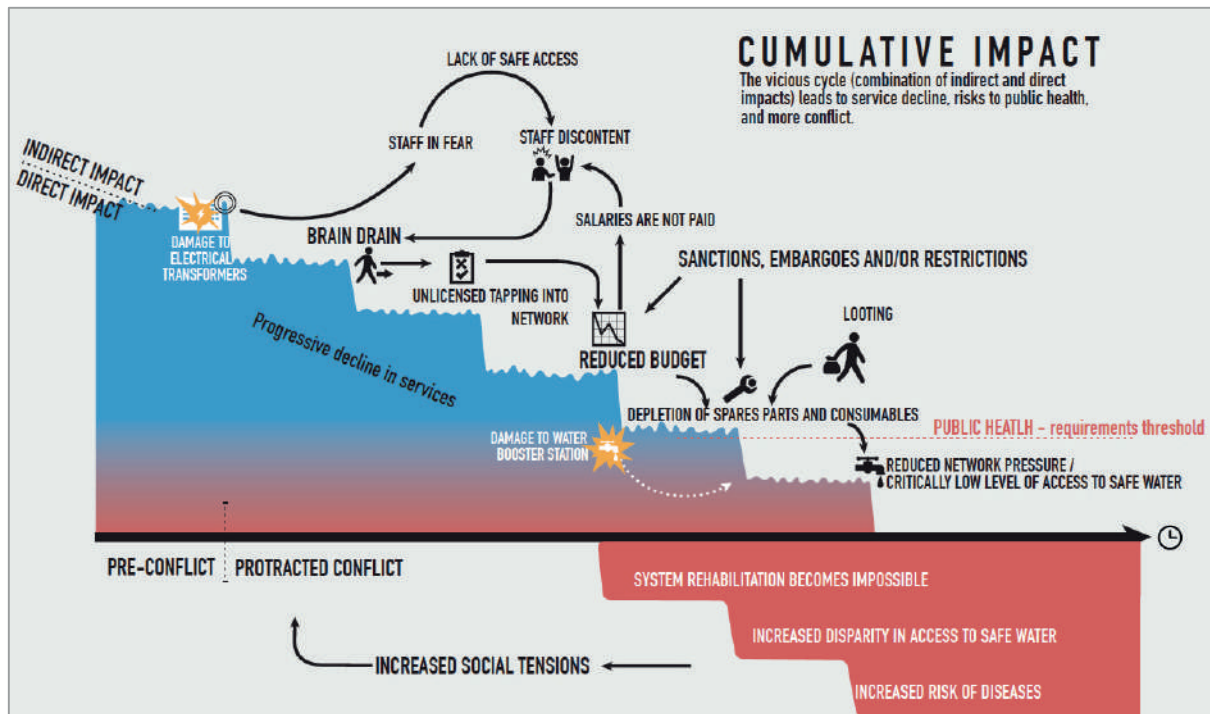 CUMULATIVE IMPACT
The vicious cycle (combination of indirect and direct
impacts) leads to service decline, risks to public health,
and more conflict.
LACK OF SAFE ACCESS
STAFF IN FEAR
STAFF DISCONTENT
INDIRECT IMPACT
DIRECT IMPACT
DAMAGE TO
ELECTRICAL
TRANSFORMERS
BRAIN DRAIN
SALARIES ARE NOT PAID
UNLICENSED TAPPING INTO
NETWORK
SANCTIONS, EMBARGOES AND/OR RESTRICTIONS
LOOTING
Progressive decline in services
REDUCED BUDGET
DEPLETION OF SPARES PARTS AND CONSUMABLES
PUBLIC HEATLH – requirements threshold
DAMAGE TO WATER
BOOSTER STATION
REDUCED NETWORK PRESSURE /
CRITICALLY LOW LEVEL OF ACCESS TO SAFE WATER
PRE-CONFLICT
PROTRACTED CONFLICT
SYSTEM REHABILITATION BECOMES IMPOSSIBLE
INCREASED DISPARITY IN ACCESS TO SAFE WATER
INCREASED SOCIAL TENSIONS
INCREASED RISK OF DISEASES